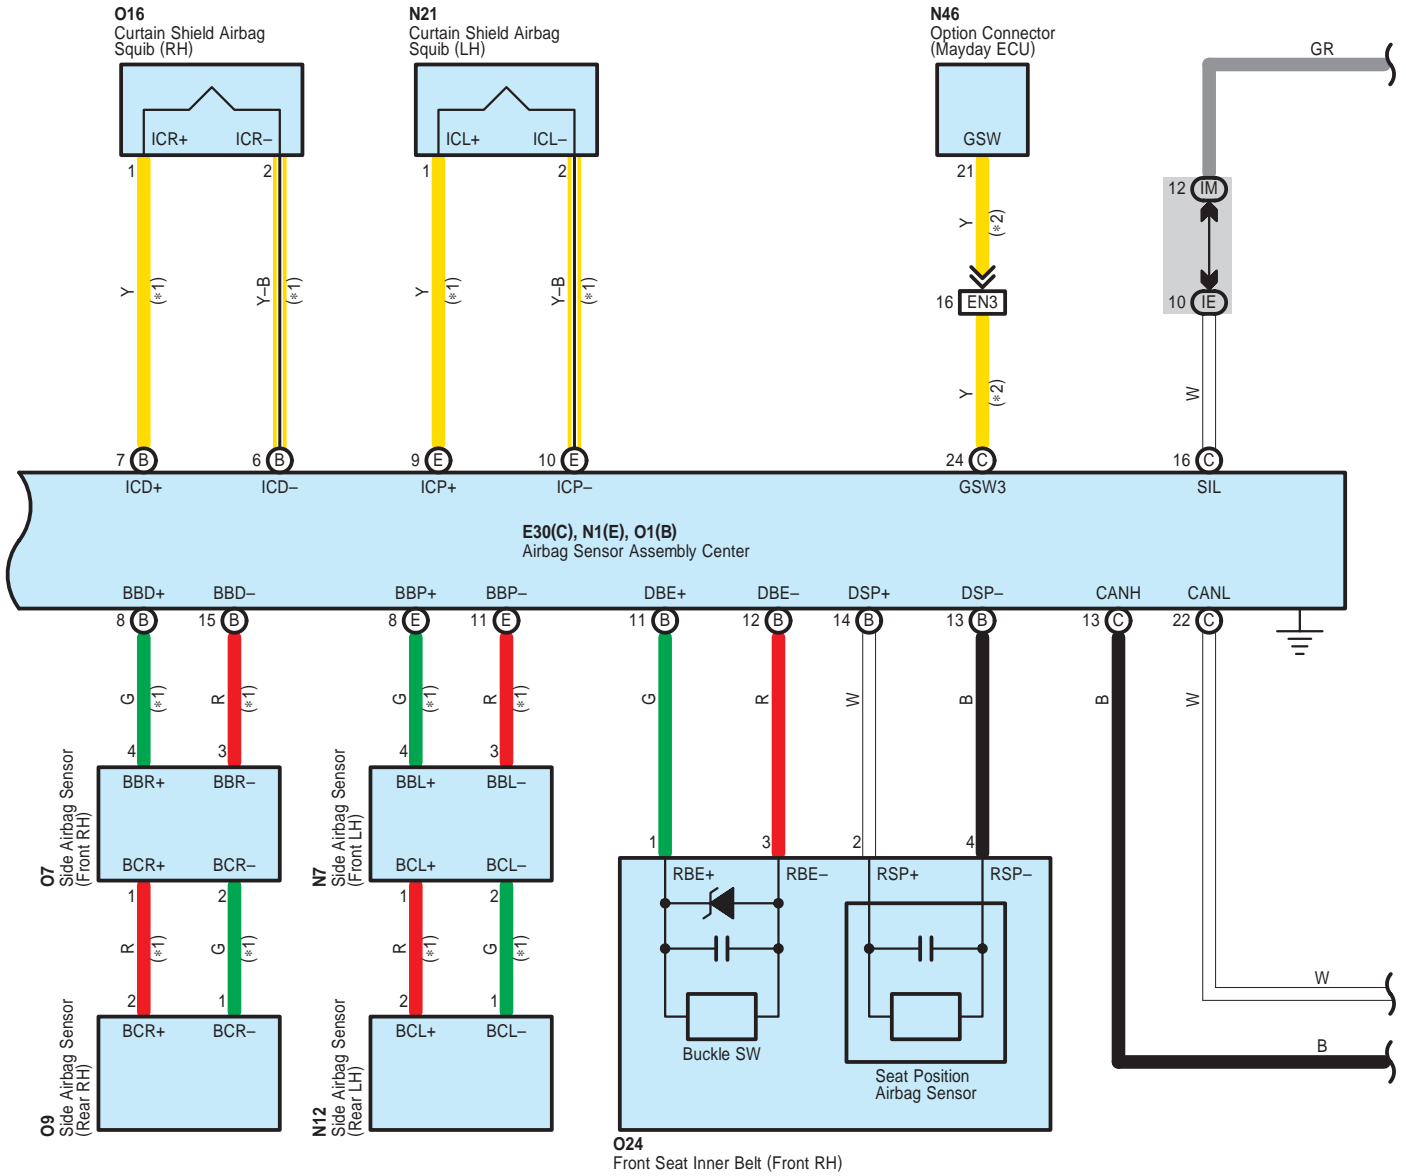 O16
Curtain Shield Airbag
Squib (RH)
N21
Curtain Shield Airbag
Squib (LH)
N46
Option Connector
(Mayday ECU)
GR
ICR+ ICR–
ICL+ ICL–
GSW
1 2 1 2 21
12 IM
Y (*2)
Y (*1) Y–B (*1) Y (*1) Y–B (*1)
16 EN3
10 IE
Y (*2)
W
7 B 6 B 9 E 10 E 24 C 16 C
ICD+ ICD– ICP+ ICP– GSW3 SIL
E30(C), N1(E), O1(B)
Airbag Sensor Assembly Center
BBD+ BBD– BBP+ BBP– DBE+ DBE– DSP+ DSP– CANH CANL
8 B 15 B 8 E 11 E 11 B 12 B 14 B 13 B 13 C 22 C
G (*1) R (*1) G (*1) R (*1) G R W B B W
4 3 4 3
BBR+ BBR– BBL+ BBL–
O7
Side Airbag Sensor
(Front RH)
N7
Side Airbag Sensor
(Front LH)
1 3 2 4
BCR+ BCR– BCL+ BCL–
RBE+ RBE– RSP+ RSP–
1 2 1 2
R (*1) G (*1) R (*1) G (*1)
W
2 1 2 1
BCR+ BCR– BCL+ BCL–
O9
Side Airbag Sensor
(Rear RH)
N12
Side Airbag Sensor
(Rear LH)
Buckle SW
B
Seat Position
Airbag Sensor
O24
Front Seat Inner Belt (Front RH)